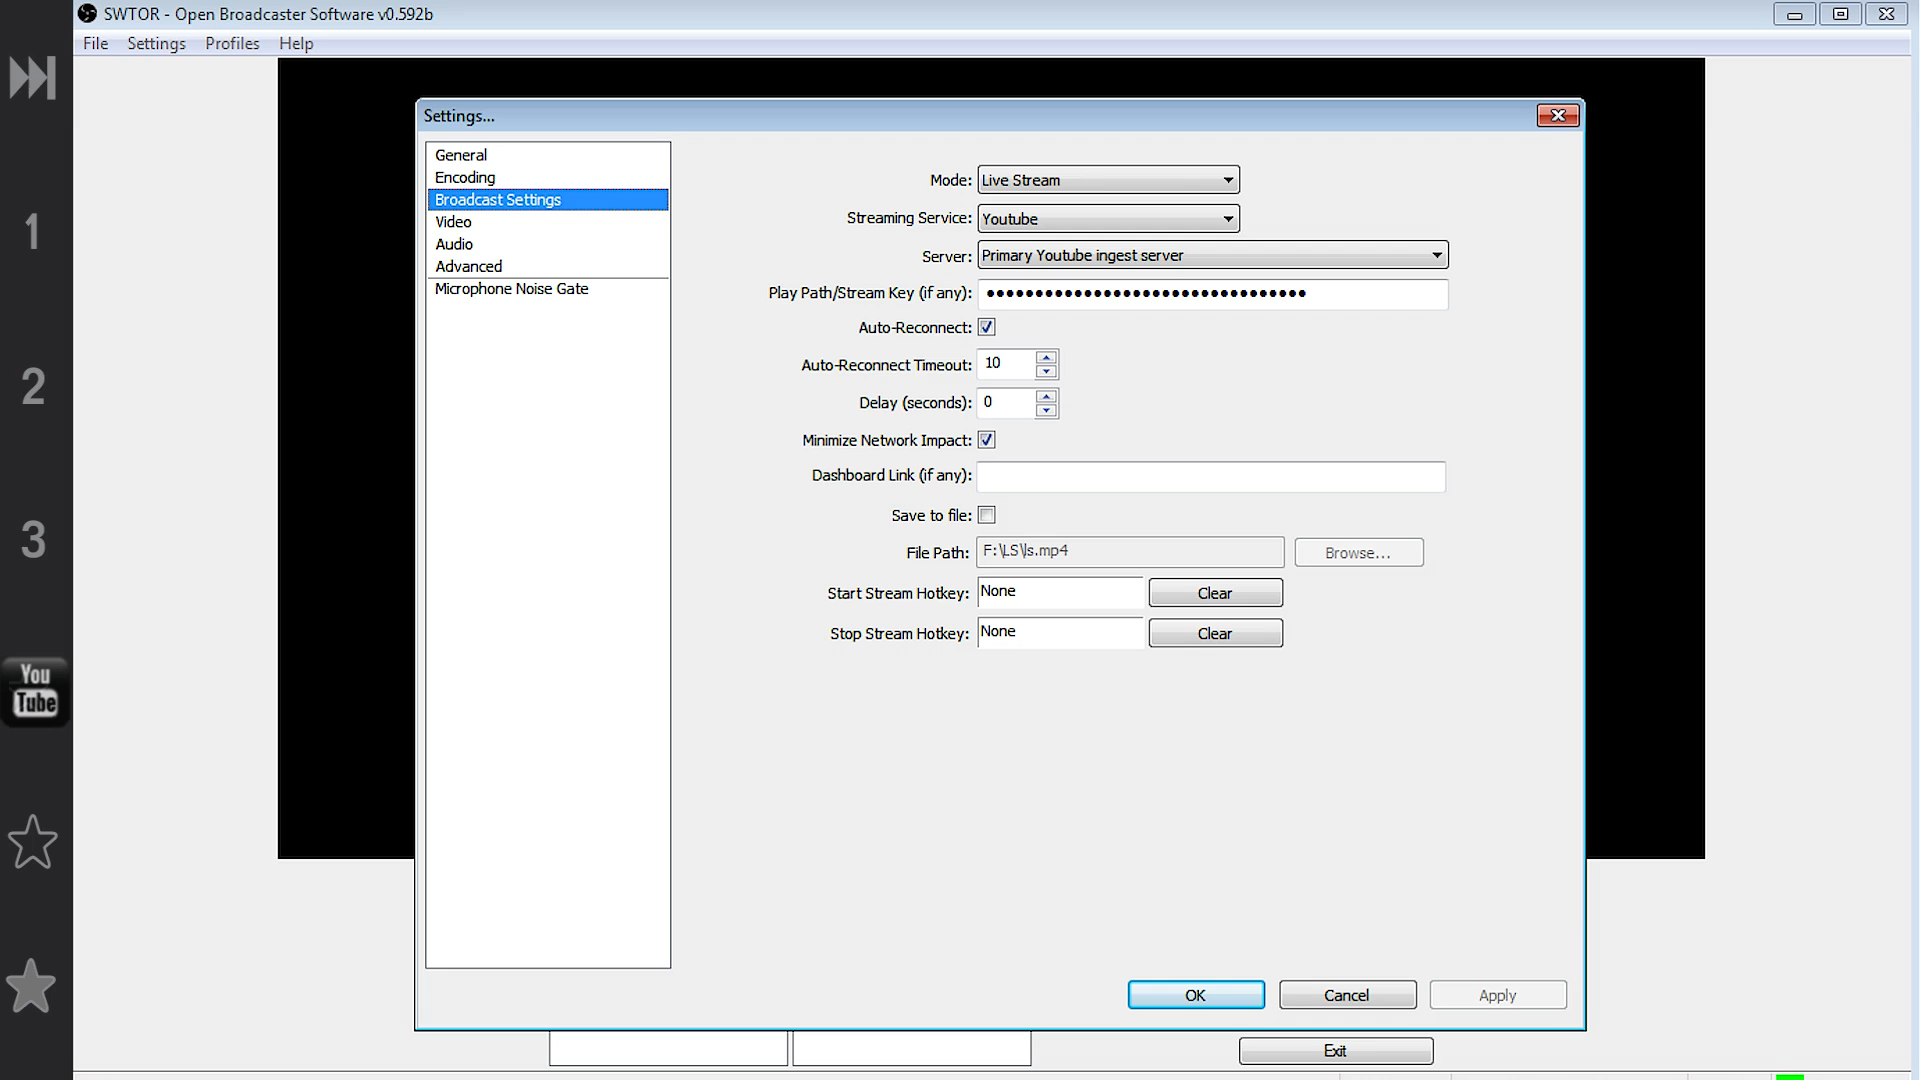 SWTOR - Open Broadcaster Software v0.592b
File Settings Profiles Help
Settings...
General
Encoding
Broadcast Settings
Video
Audio
Advanced
Microphone Noise Gate
Mode: Live Stream
Streaming Service: Youtube
Server: Primary Youtube ingest server
Play Path/Stream Key (if any): •••••••••••••••••••••••••••••••••
Auto-Reconnect:
Auto-Reconnect Timeout: 10
Delay (seconds): 0
Minimize Network Impact:
Dashboard Link (if any):
Save to file:
File Path: F:\LS\ls.mp4 Browse...
Start Stream Hotkey: None Clear
Stop Stream Hotkey: None Clear
OK Cancel Apply
Exit
1
2
3
You
Tube